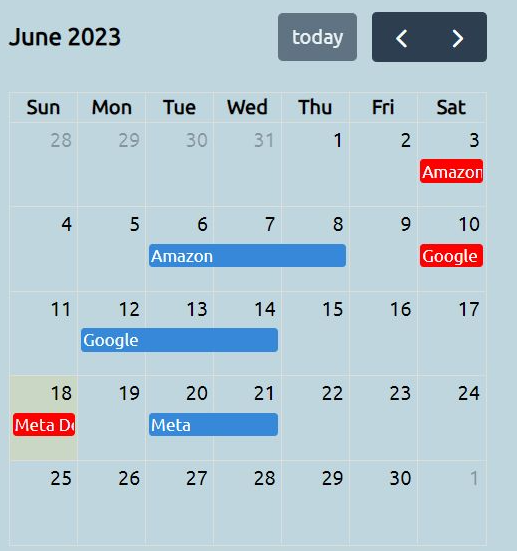 June 2023 today
Sun Mon Tue Wed Thu Fri Sat
28 29 30 31 1 2 3
Amazon
4 5 6 7 8 9 10
Amazon Google
11 12 13 14 15 16 17
Google
18 19 20 21 22 23 24
Meta De Meta
25 26 27 28 29 30 1